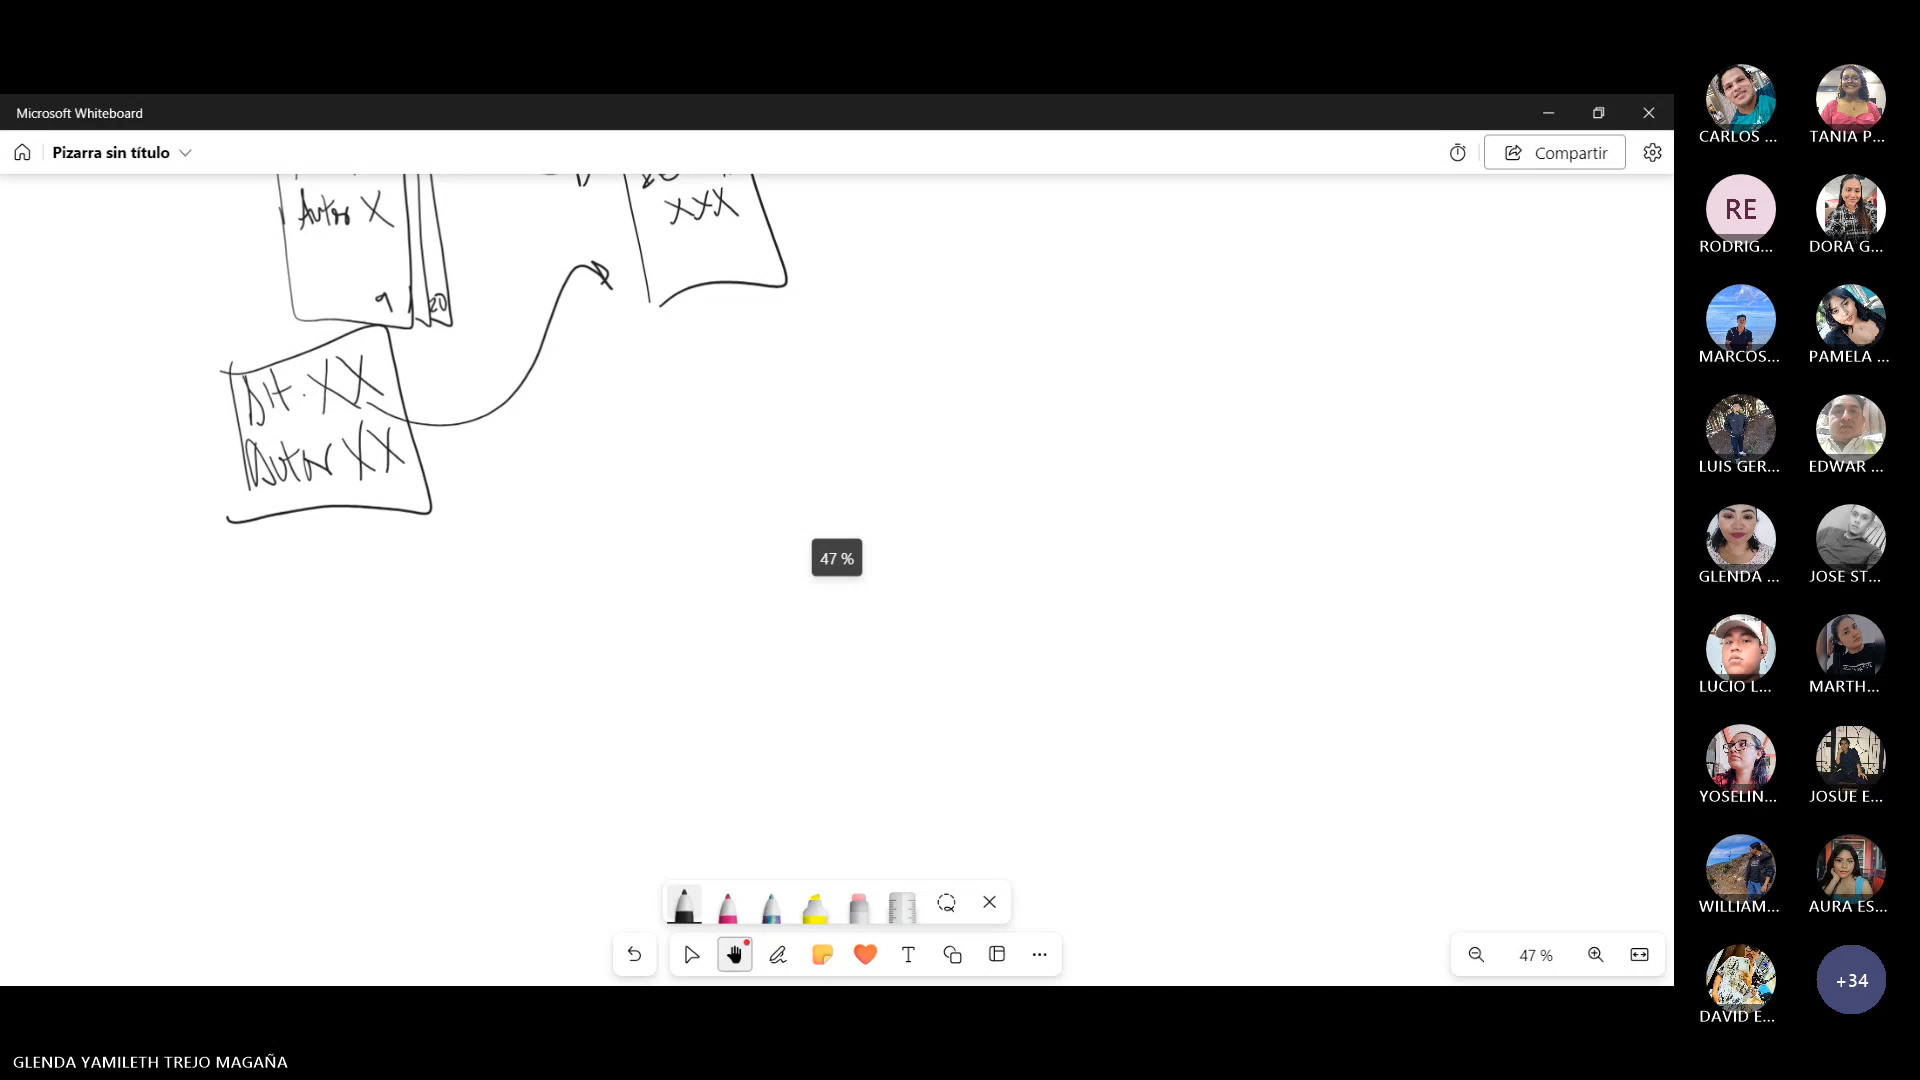 Microsoft Whiteboard
Pizarra sin título
Compartir
Autor X
XXX
9
20
Art. XX
Autor XX
47 %
T
47 %
CARLOS ...
TANIA P...
RE
RODRIG...
DORA G...
MARCOS...
PAMELA ...
LUIS GER...
EDWAR ...
GLENDA ...
JOSE ST...
LUCIO L...
MARTH...
YOSELIN...
JOSUE E...
WILLIAM...
AURA ES...
DAVID E...
+34
GLENDA YAMILETH TREJO MAGAÑA